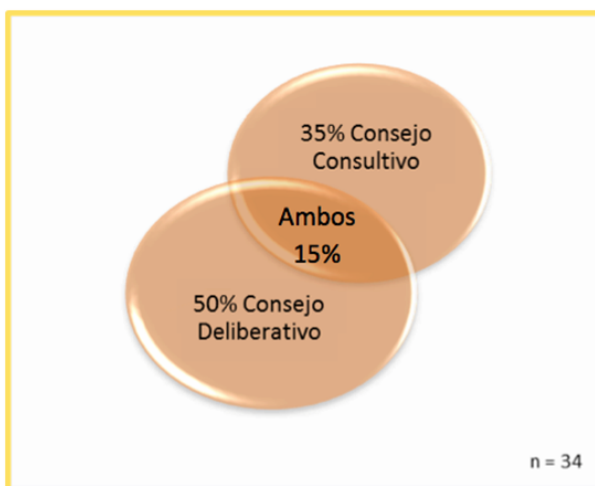 35% Consejo
Consultivo
Ambos
15%
50% Consejo
Deliberativo
n = 34